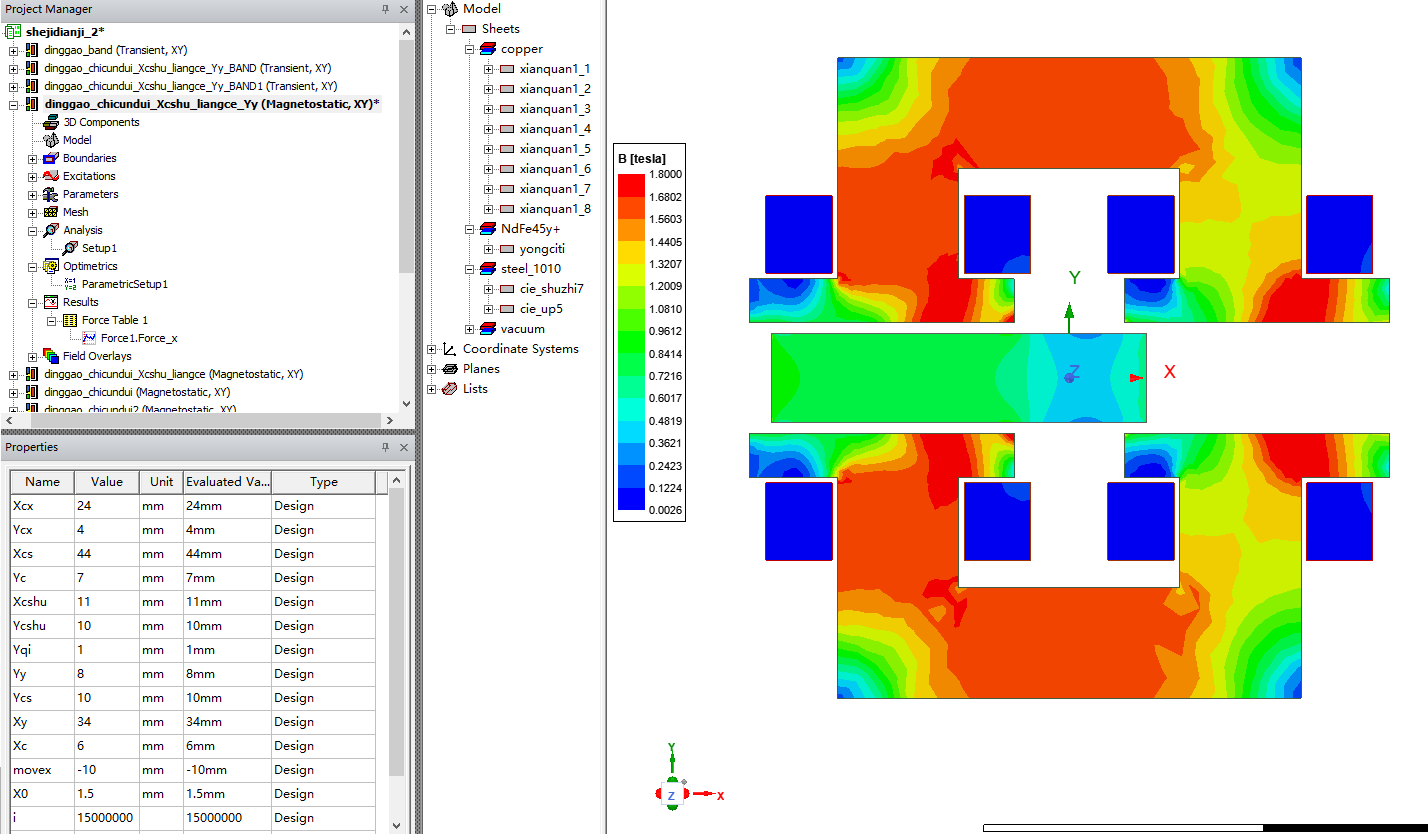 Project Manager
shejidianji_2*
dinggao_band (Transient, XY)
dinggao_chicundui_Xcshu_liangce_Yy_BAND (Transient, XY)
dinggao_chicundui_Xcshu_liangce_Yy_BAND1 (Transient, XY)
dinggao_chicundui_Xcshu_liangce_Yy (Magnetostatic, XY)*
3D Components
Model
Boundaries
Excitations
Parameters
Mesh
Analysis
Setup1
Optimetrics
ParametricSetup1
Results
Force Table 1
Force1.Force_x
Field Overlays
dinggao_chicundui_Xcshu_liangce (Magnetostatic, XY)
dinggao_chicundui (Magnetostatic, XY)
dinggao_chicundui2 (Magnetostatic, XY)
Properties
Name Value Unit Evaluated Va... Type
Xcx 24 mm 24mm Design
Ycx 4 mm 4mm Design
Xcs 44 mm 44mm Design
Yc 7 mm 7mm Design
Xcshu 11 mm 11mm Design
Ycshu 10 mm 10mm Design
Yqi 1 mm 1mm Design
Yy 8 mm 8mm Design
Ycs 10 mm 10mm Design
Xy 34 mm 34mm Design
Xc 6 mm 6mm Design
movex -10 mm -10mm Design
X0 1.5 mm 1.5mm Design
i 15000000 15000000 Design
Model
Sheets
copper
xianquan1_1
xianquan1_2
xianquan1_3
xianquan1_4
xianquan1_5
xianquan1_6
xianquan1_7
xianquan1_8
NdFe45y+
yongciti
steel_1010
cie_shuzhi7
cie_up5
vacuum
Coordinate Systems
Planes
Lists
B [tesla]
1.8000
1.6802
1.5603
1.4405
1.3207
1.2009
1.0810
0.9612
0.8414
0.7216
0.6017
0.4819
0.3621
0.2423
0.1224
0.0026
Y
Z
X
Y
Z
X